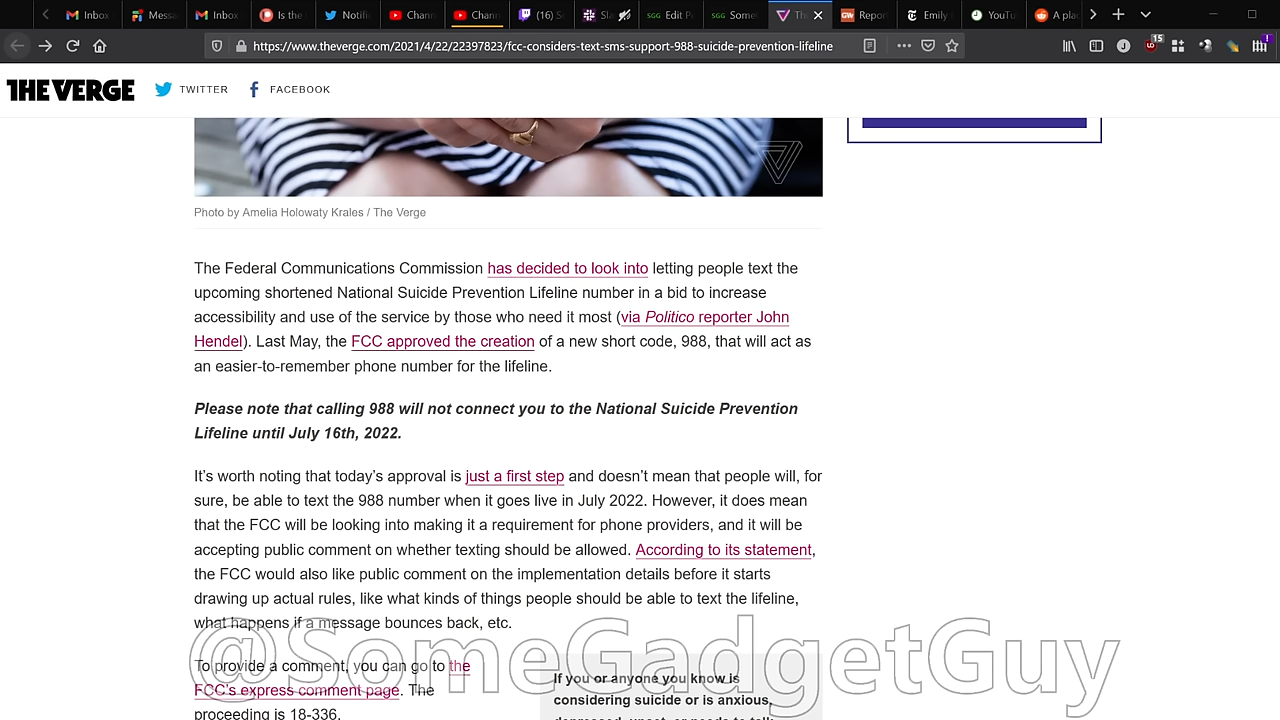 Inbox
Mess
Inbox
Is the
Notifi
Chann
Chann
(16) S
Sla
Edit P
Some
Th
Report
Emily
YouTu
A pla
https://www.theverge.com/2021/4/22/22397823/fcc-considers-text-sms-support-988-suicide-prevention-lifeline
15
THE VERGE
TWITTER
FACEBOOK
Photo by Amelia Holowaty Krales / The Verge
The Federal Communications Commission has decided to look into letting people text the
upcoming shortened National Suicide Prevention Lifeline number in a bid to increase
accessibility and use of the service by those who need it most (via Politico reporter John
Hendel). Last May, the FCC approved the creation of a new short code, 988, that will act as
an easier-to-remember phone number for the lifeline.
Please note that calling 988 will not connect you to the National Suicide Prevention
Lifeline until July 16th, 2022.
It’s worth noting that today’s approval is just a first step and doesn’t mean that people will, for
sure, be able to text the 988 number when it goes live in July 2022. However, it does mean
that the FCC will be looking into making it a requirement for phone providers, and it will be
accepting public comment on whether texting should be allowed. According to its statement,
the FCC would also like public comment on the implementation details before it starts
drawing up actual rules, like what kinds of things people should be able to text the lifeline,
what happens if a message bounces back, etc.
@SomeGadgetGuy
To provide a comment, you can go to the
FCC’s express comment page. The
proceeding is 18-336.
If you or anyone you know is
considering suicide or is anxious,
depressed, upset, or needs to talk,